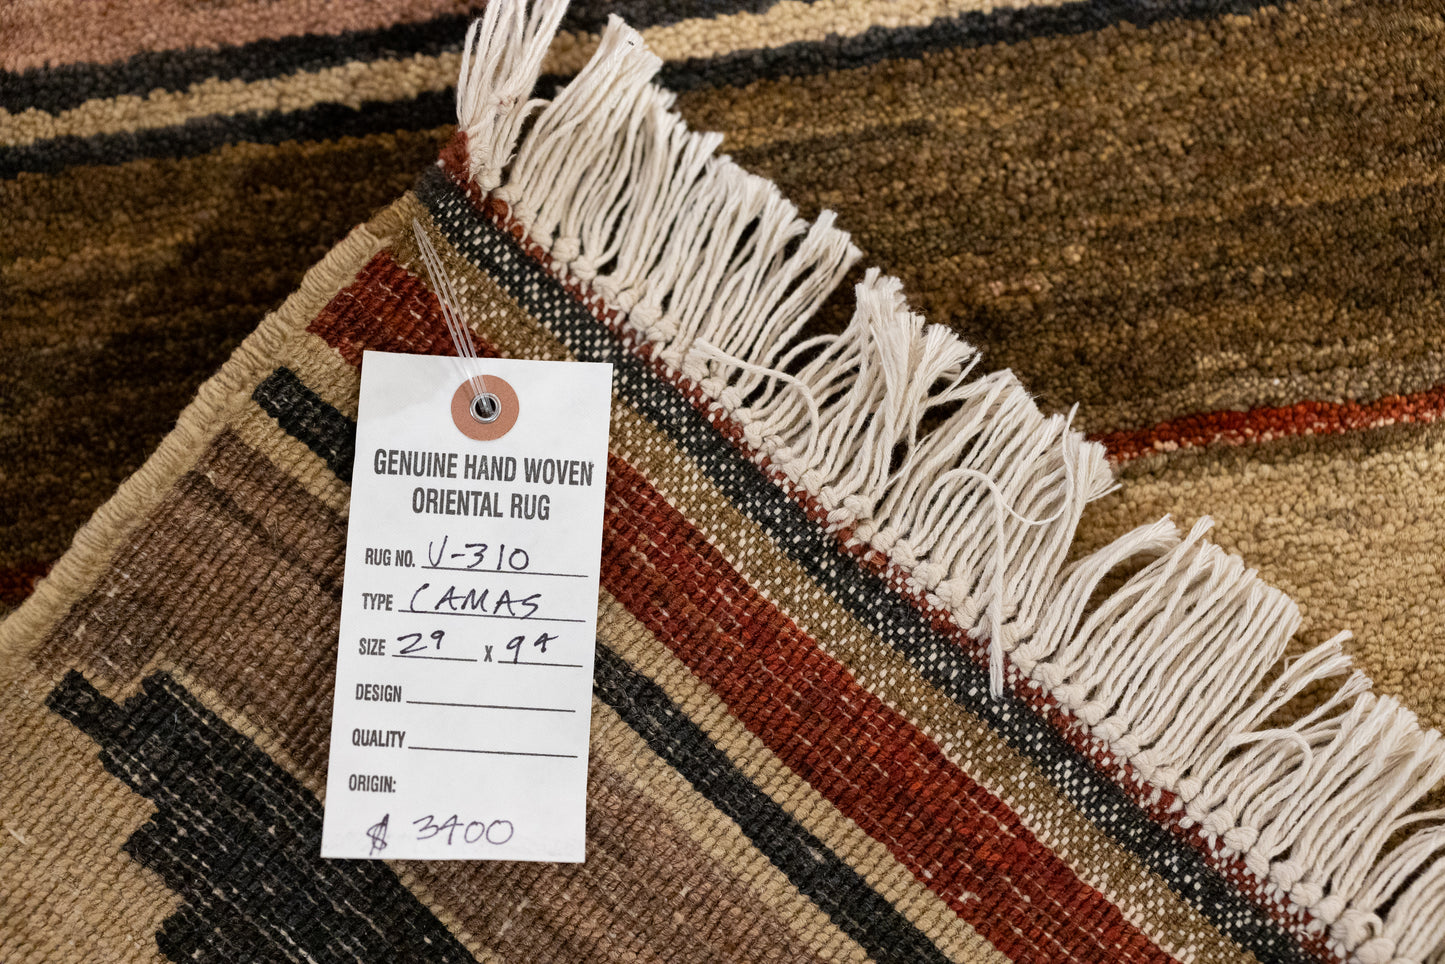 GENUINE HAND WOVEN
ORIENTAL RUG
RUG NO. V-310
TYPE CAMAS
SIZE 29 x 94
DESIGN
QUALITY
ORIGIN:
$ 3400